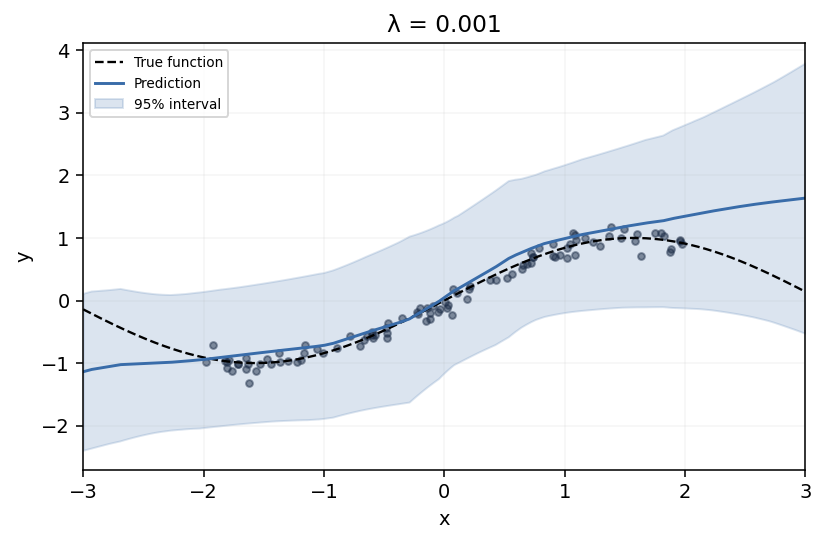 λ = 0.001
True function
Prediction
95% interval
y
4
3
2
1
0
−1
−2
−3 −2 −1 0 1 2 3
x